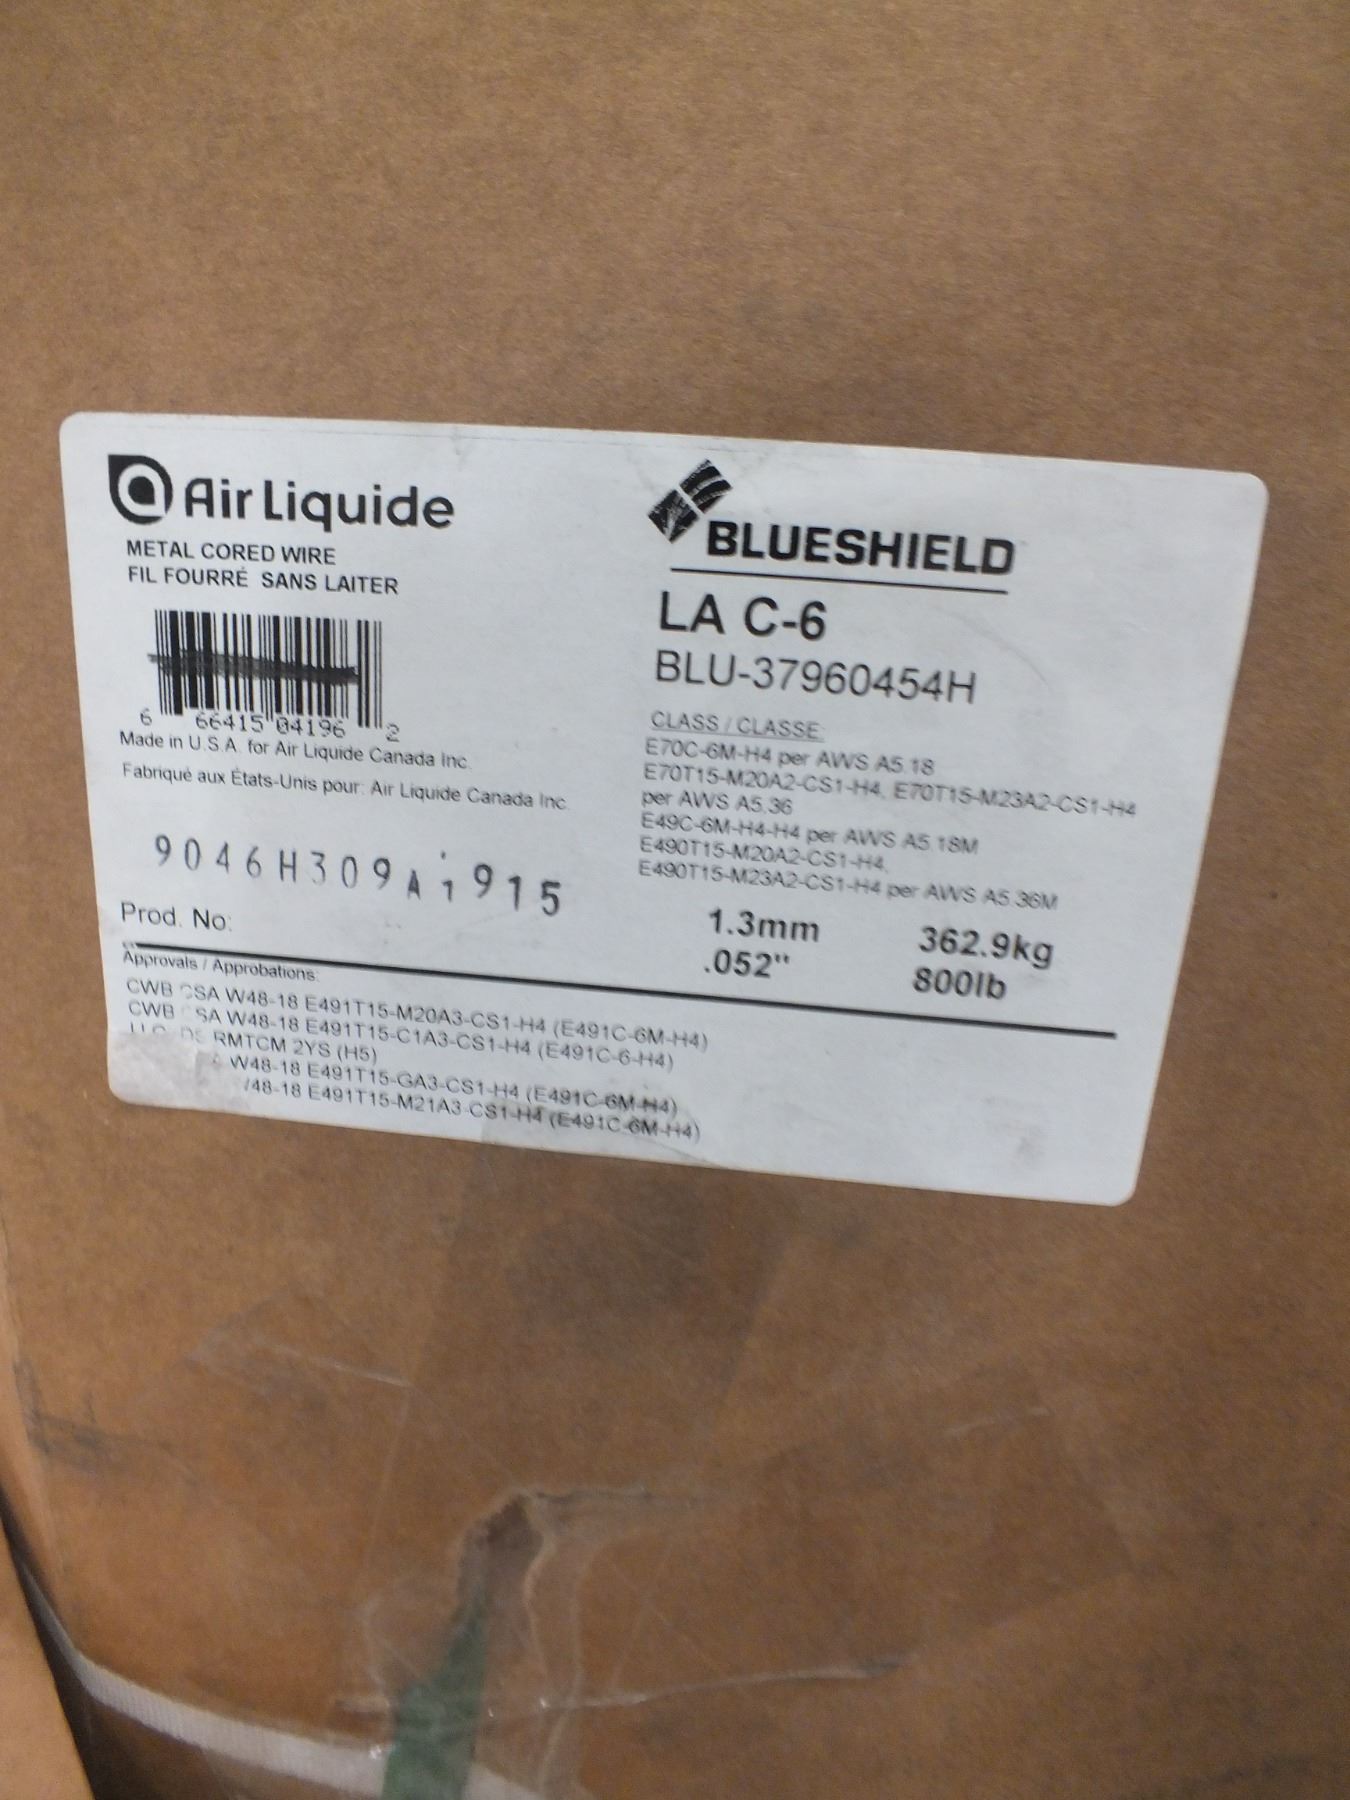 Air Liquide
METAL CORED WIRE
FIL FOURRÉ SANS LAITER
6 66415 04196 2
Made in U.S.A. for Air Liquide Canada Inc.
Fabriqué aux États-Unis pour: Air Liquide Canada Inc.
9046H309A1915
Prod. No:
BLUESHIELD
LA C-6
BLU-37960454H
CLASS / CLASSE:
E70C-6M-H4 per AWS A5.18
E70T15-M20A2-CS1-H4, E70T15-M23A2-CS1-H4
per AWS A5.36
E49C-6M-H4-H4 per AWS A5.18M
E490T15-M20A2-CS1-H4,
E490T15-M23A2-CS1-H4 per AWS A5.36M
1.3mm 362.9kg
.052" 800lb
Approvals / Approbations:
CWB CSA W48-18 E491T15-M20A3-CS1-H4 (E491C-6M-H4)
CWB CSA W48-18 E491T15-C1A3-CS1-H4 (E491C-6-H4)
RMTCM 2YS (H5)
W48-18 E491T15-GA3-CS1-H4 (E491C-6M-H4)
/48-18 E491T15-M21A3-CS1-H4 (E491C-6M-H4)